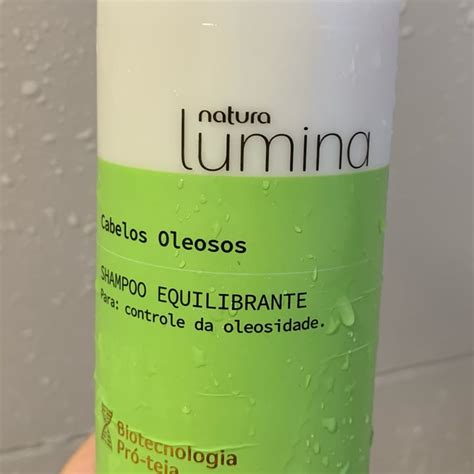 natura
lumina
Cabelos Oleosos
SHAMPOO EQUILIBRANTE
Para: controle da oleosidade.
Biotecnologia
Pró-teia